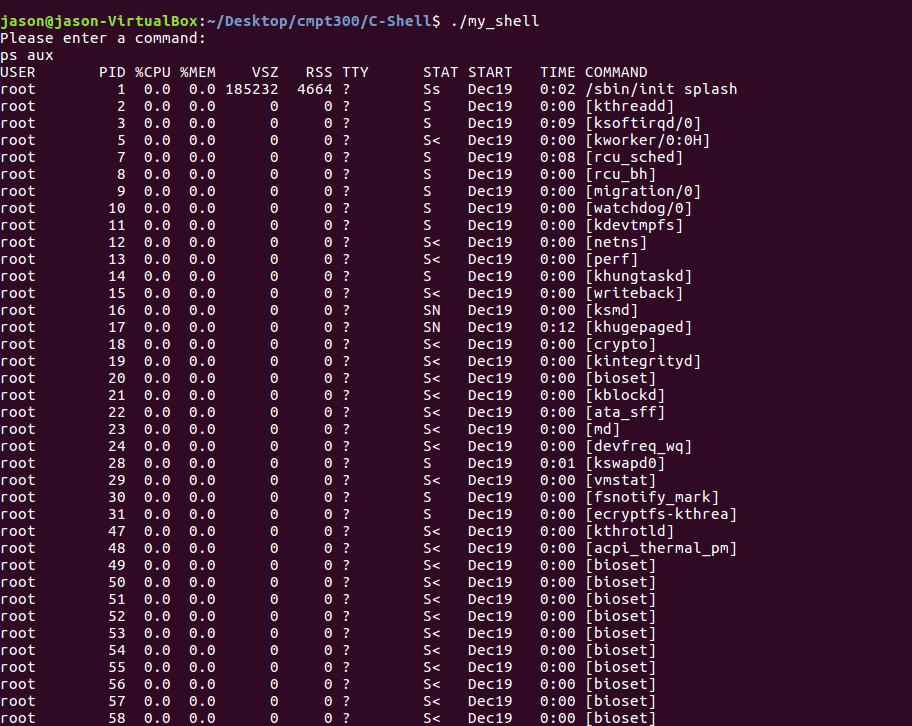 jason@jason-VirtualBox:~/Desktop/cmpt300/C-Shell$ ./my_shell
Please enter a command:
ps aux
USER       PID %CPU %MEM    VSZ   RSS TTY      STAT START   TIME COMMAND
root         1  0.0  0.0 185232  4664 ?        Ss   Dec19   0:02 /sbin/init splash
root         2  0.0  0.0      0     0 ?        S    Dec19   0:00 [kthreadd]
root         3  0.0  0.0      0     0 ?        S    Dec19   0:09 [ksoftirqd/0]
root         5  0.0  0.0      0     0 ?        S<   Dec19   0:00 [kworker/0:0H]
root         7  0.0  0.0      0     0 ?        S    Dec19   0:08 [rcu_sched]
root         8  0.0  0.0      0     0 ?        S    Dec19   0:00 [rcu_bh]
root         9  0.0  0.0      0     0 ?        S    Dec19   0:00 [migration/0]
root        10  0.0  0.0      0     0 ?        S    Dec19   0:00 [watchdog/0]
root        11  0.0  0.0      0     0 ?        S    Dec19   0:00 [kdevtmpfs]
root        12  0.0  0.0      0     0 ?        S<   Dec19   0:00 [netns]
root        13  0.0  0.0      0     0 ?        S<   Dec19   0:00 [perf]
root        14  0.0  0.0      0     0 ?        S    Dec19   0:00 [khungtaskd]
root        15  0.0  0.0      0     0 ?        S<   Dec19   0:00 [writeback]
root        16  0.0  0.0      0     0 ?        SN   Dec19   0:00 [ksmd]
root        17  0.0  0.0      0     0 ?        SN   Dec19   0:12 [khugepaged]
root        18  0.0  0.0      0     0 ?        S<   Dec19   0:00 [crypto]
root        19  0.0  0.0      0     0 ?        S<   Dec19   0:00 [kintegrityd]
root        20  0.0  0.0      0     0 ?        S<   Dec19   0:00 [bioset]
root        21  0.0  0.0      0     0 ?        S<   Dec19   0:00 [kblockd]
root        22  0.0  0.0      0     0 ?        S<   Dec19   0:00 [ata_sff]
root        23  0.0  0.0      0     0 ?        S<   Dec19   0:00 [md]
root        24  0.0  0.0      0     0 ?        S<   Dec19   0:00 [devfreq_wq]
root        28  0.0  0.0      0     0 ?        S    Dec19   0:01 [kswapd0]
root        29  0.0  0.0      0     0 ?        S<   Dec19   0:00 [vmstat]
root        30  0.0  0.0      0     0 ?        S    Dec19   0:00 [fsnotify_mark]
root        31  0.0  0.0      0     0 ?        S    Dec19   0:00 [ecryptfs-kthrea]
root        47  0.0  0.0      0     0 ?        S<   Dec19   0:00 [kthrotld]
root        48  0.0  0.0      0     0 ?        S<   Dec19   0:00 [acpi_thermal_pm]
root        49  0.0  0.0      0     0 ?        S<   Dec19   0:00 [bioset]
root        50  0.0  0.0      0     0 ?        S<   Dec19   0:00 [bioset]
root        51  0.0  0.0      0     0 ?        S<   Dec19   0:00 [bioset]
root        52  0.0  0.0      0     0 ?        S<   Dec19   0:00 [bioset]
root        53  0.0  0.0      0     0 ?        S<   Dec19   0:00 [bioset]
root        54  0.0  0.0      0     0 ?        S<   Dec19   0:00 [bioset]
root        55  0.0  0.0      0     0 ?        S<   Dec19   0:00 [bioset]
root        56  0.0  0.0      0     0 ?        S<   Dec19   0:00 [bioset]
root        57  0.0  0.0      0     0 ?        S<   Dec19   0:00 [bioset]
root        58  0.0  0.0      0     0 ?        S<   Dec19   0:00 [bioset]